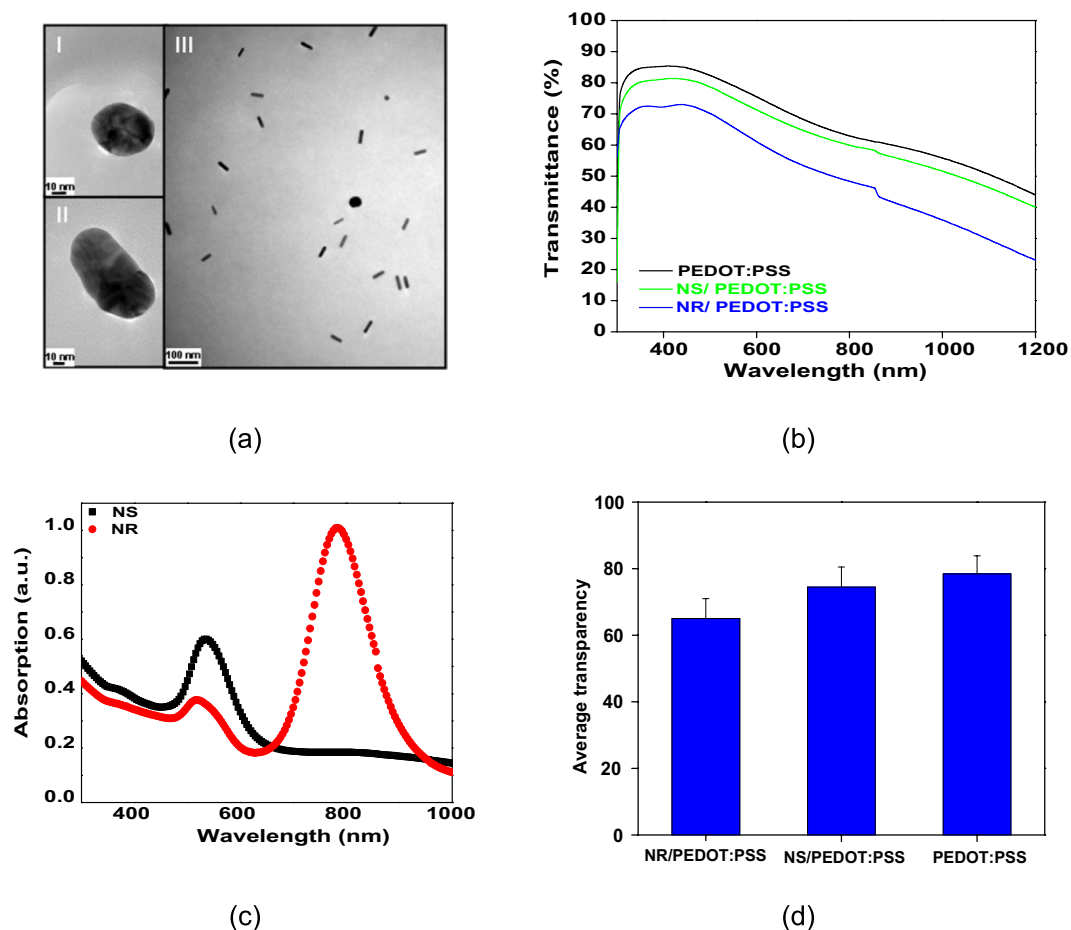 I
III
10 nm
II
10 nm
100 nm
(a)
100
90
80
70
60
50
40
30
20
10
0
Transmittance (%)
PEDOT:PSS
NS/ PEDOT:PSS
NR/ PEDOT:PSS
400 600 800 1000 1200
Wavelength (nm)
(b)
NS
NR
1.0
0.8
0.6
0.4
0.2
0.0
Absorption (a.u.)
400 600 800 1000
Wavelength (nm)
(c)
100
80
60
40
20
0
Average transparency
NR/PEDOT:PSS NS/PEDOT:PSS PEDOT:PSS
(d)